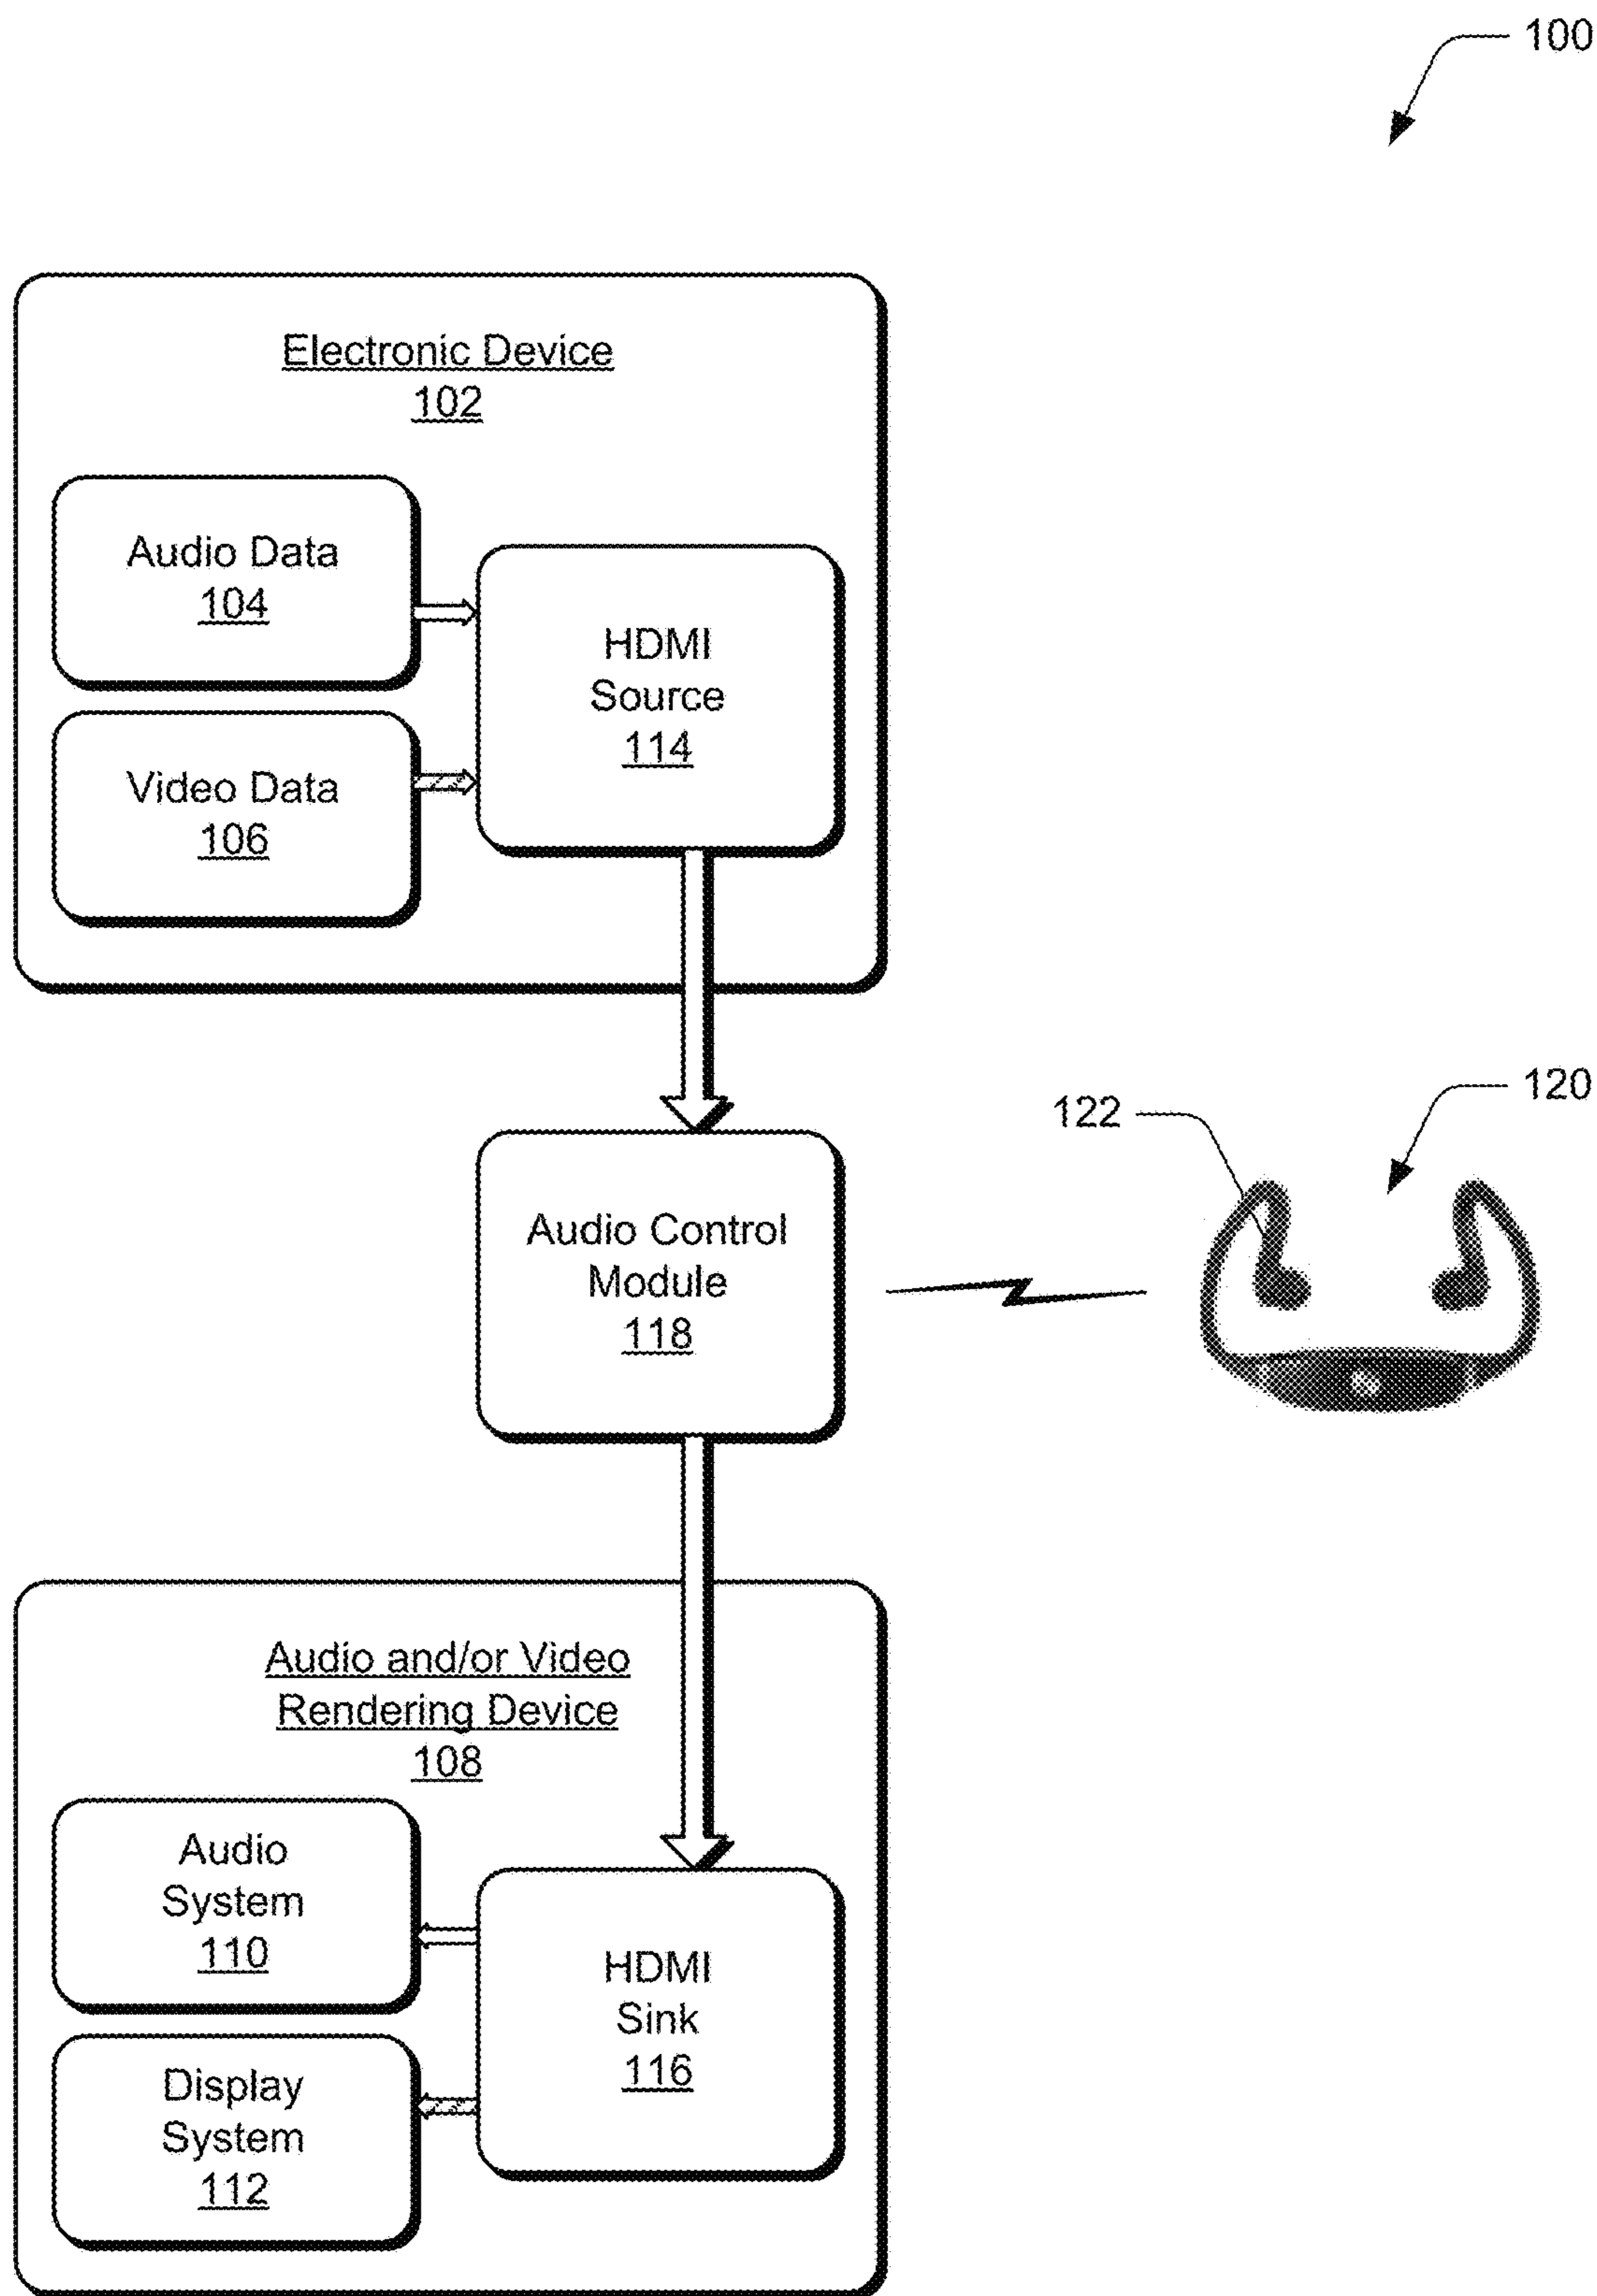 100
Electronic Device
102
Audio Data
104
HDMI
Source
114
Video Data
106
120
122
Audio Control
Module
118
Audio and/or Video
Rendering Device
108
Audio
System
110
HDMI
Sink
116
Display
System
112